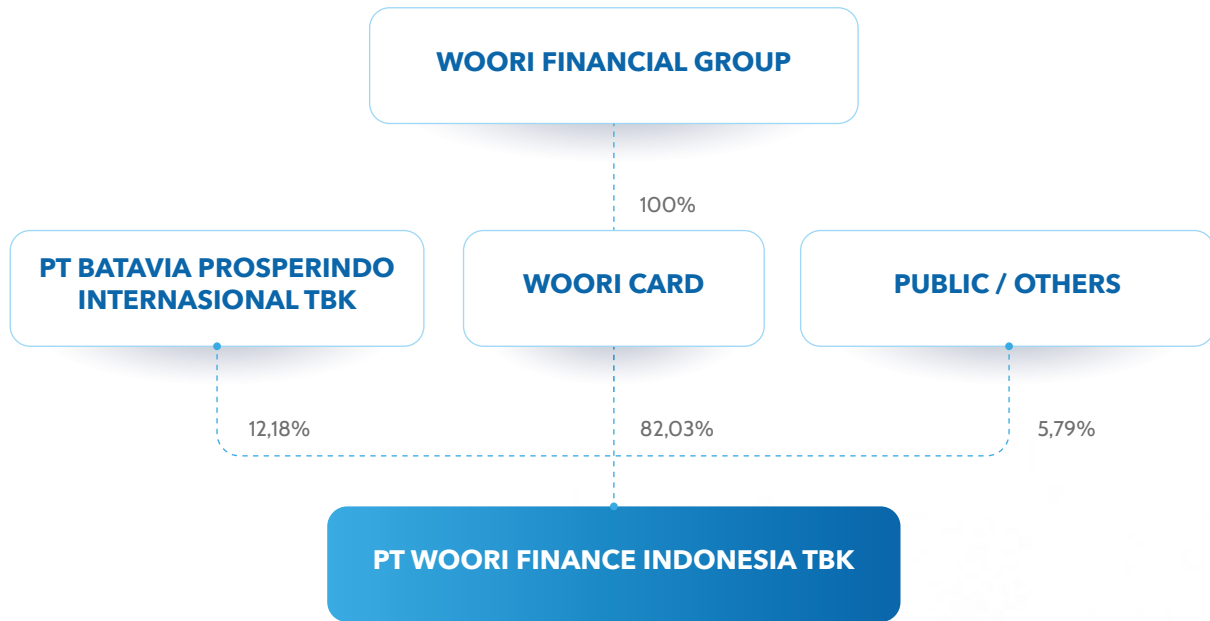 WOORI FINANCIAL GROUP
100%
PT BATAVIA PROSPERINDO
INTERNASIONAL TBK
WOORI CARD
PUBLIC / OTHERS
12,18%
82,03%
5,79%
PT WOORI FINANCE INDONESIA TBK